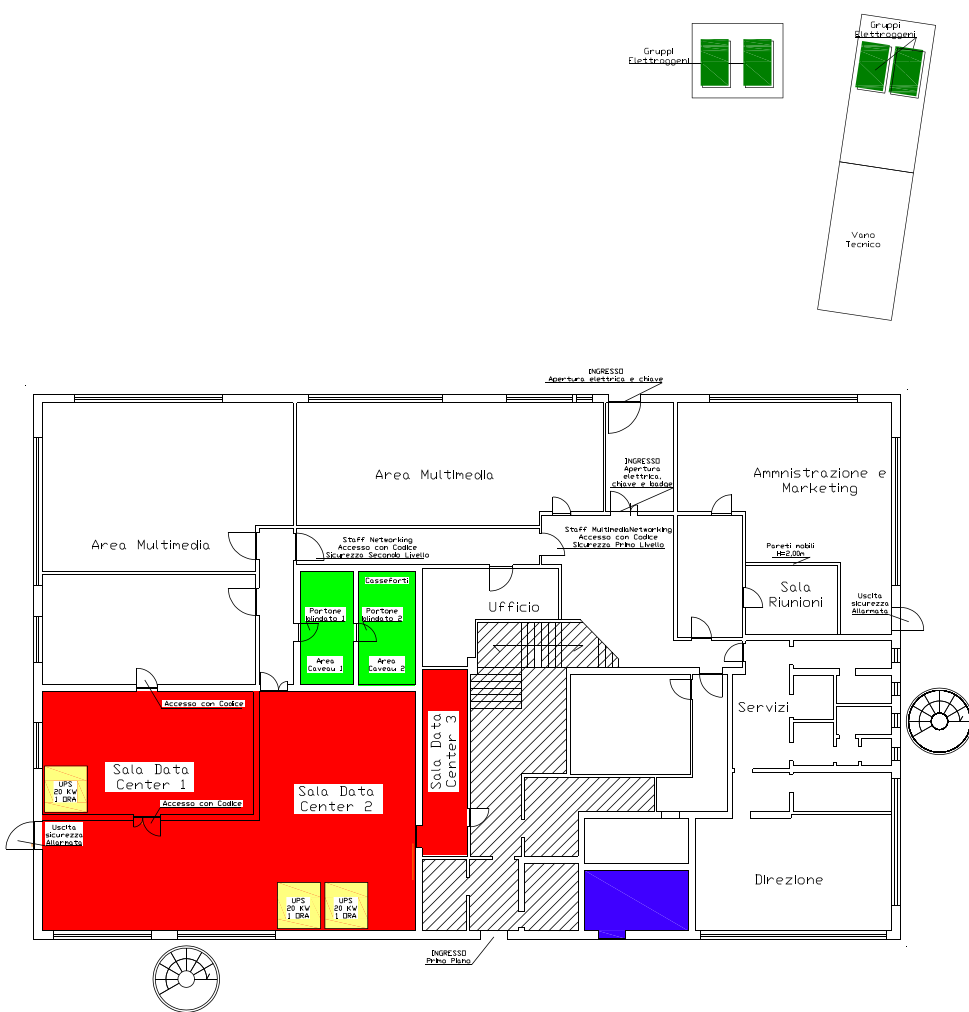 Gruppi
Elettroggeni
Gruppi
Elettroggeni
Vano
Tecnico
INGRESSO
Apertura elettrica e chiave
INGRESSO
Apertura
elettrica,
chiave e badge
Area Multimedia
Ammnistrazione e
Marketing
Area Multimedia
Staff Networking
Accesso con Codice
Sicurezza Secondo Livello
Staff MultimediaNetworking
Accesso con Codice
Sicurezza Primo Livello
Pareti mobili
H=2,00m
CasseForti
Sala
Riunioni
Uscita
sicurezza
Allarmata
Portone
blindato 1
Portone
blindato 2
Ufficio
Area
Caveau 1
Area
Caveau 2
Accesso con Codice
Servizi
Sala Data
Center 3
Sala Data
Center 1
UPS
20 KW
1 ORA
Sala Data
Center 2
Accesso con Codice
Uscita
sicurezza
Allarmata
Direzione
UPS
20 KW
1 ORA
UPS
20 KW
1 ORA
INGRESSO
Primo Piano